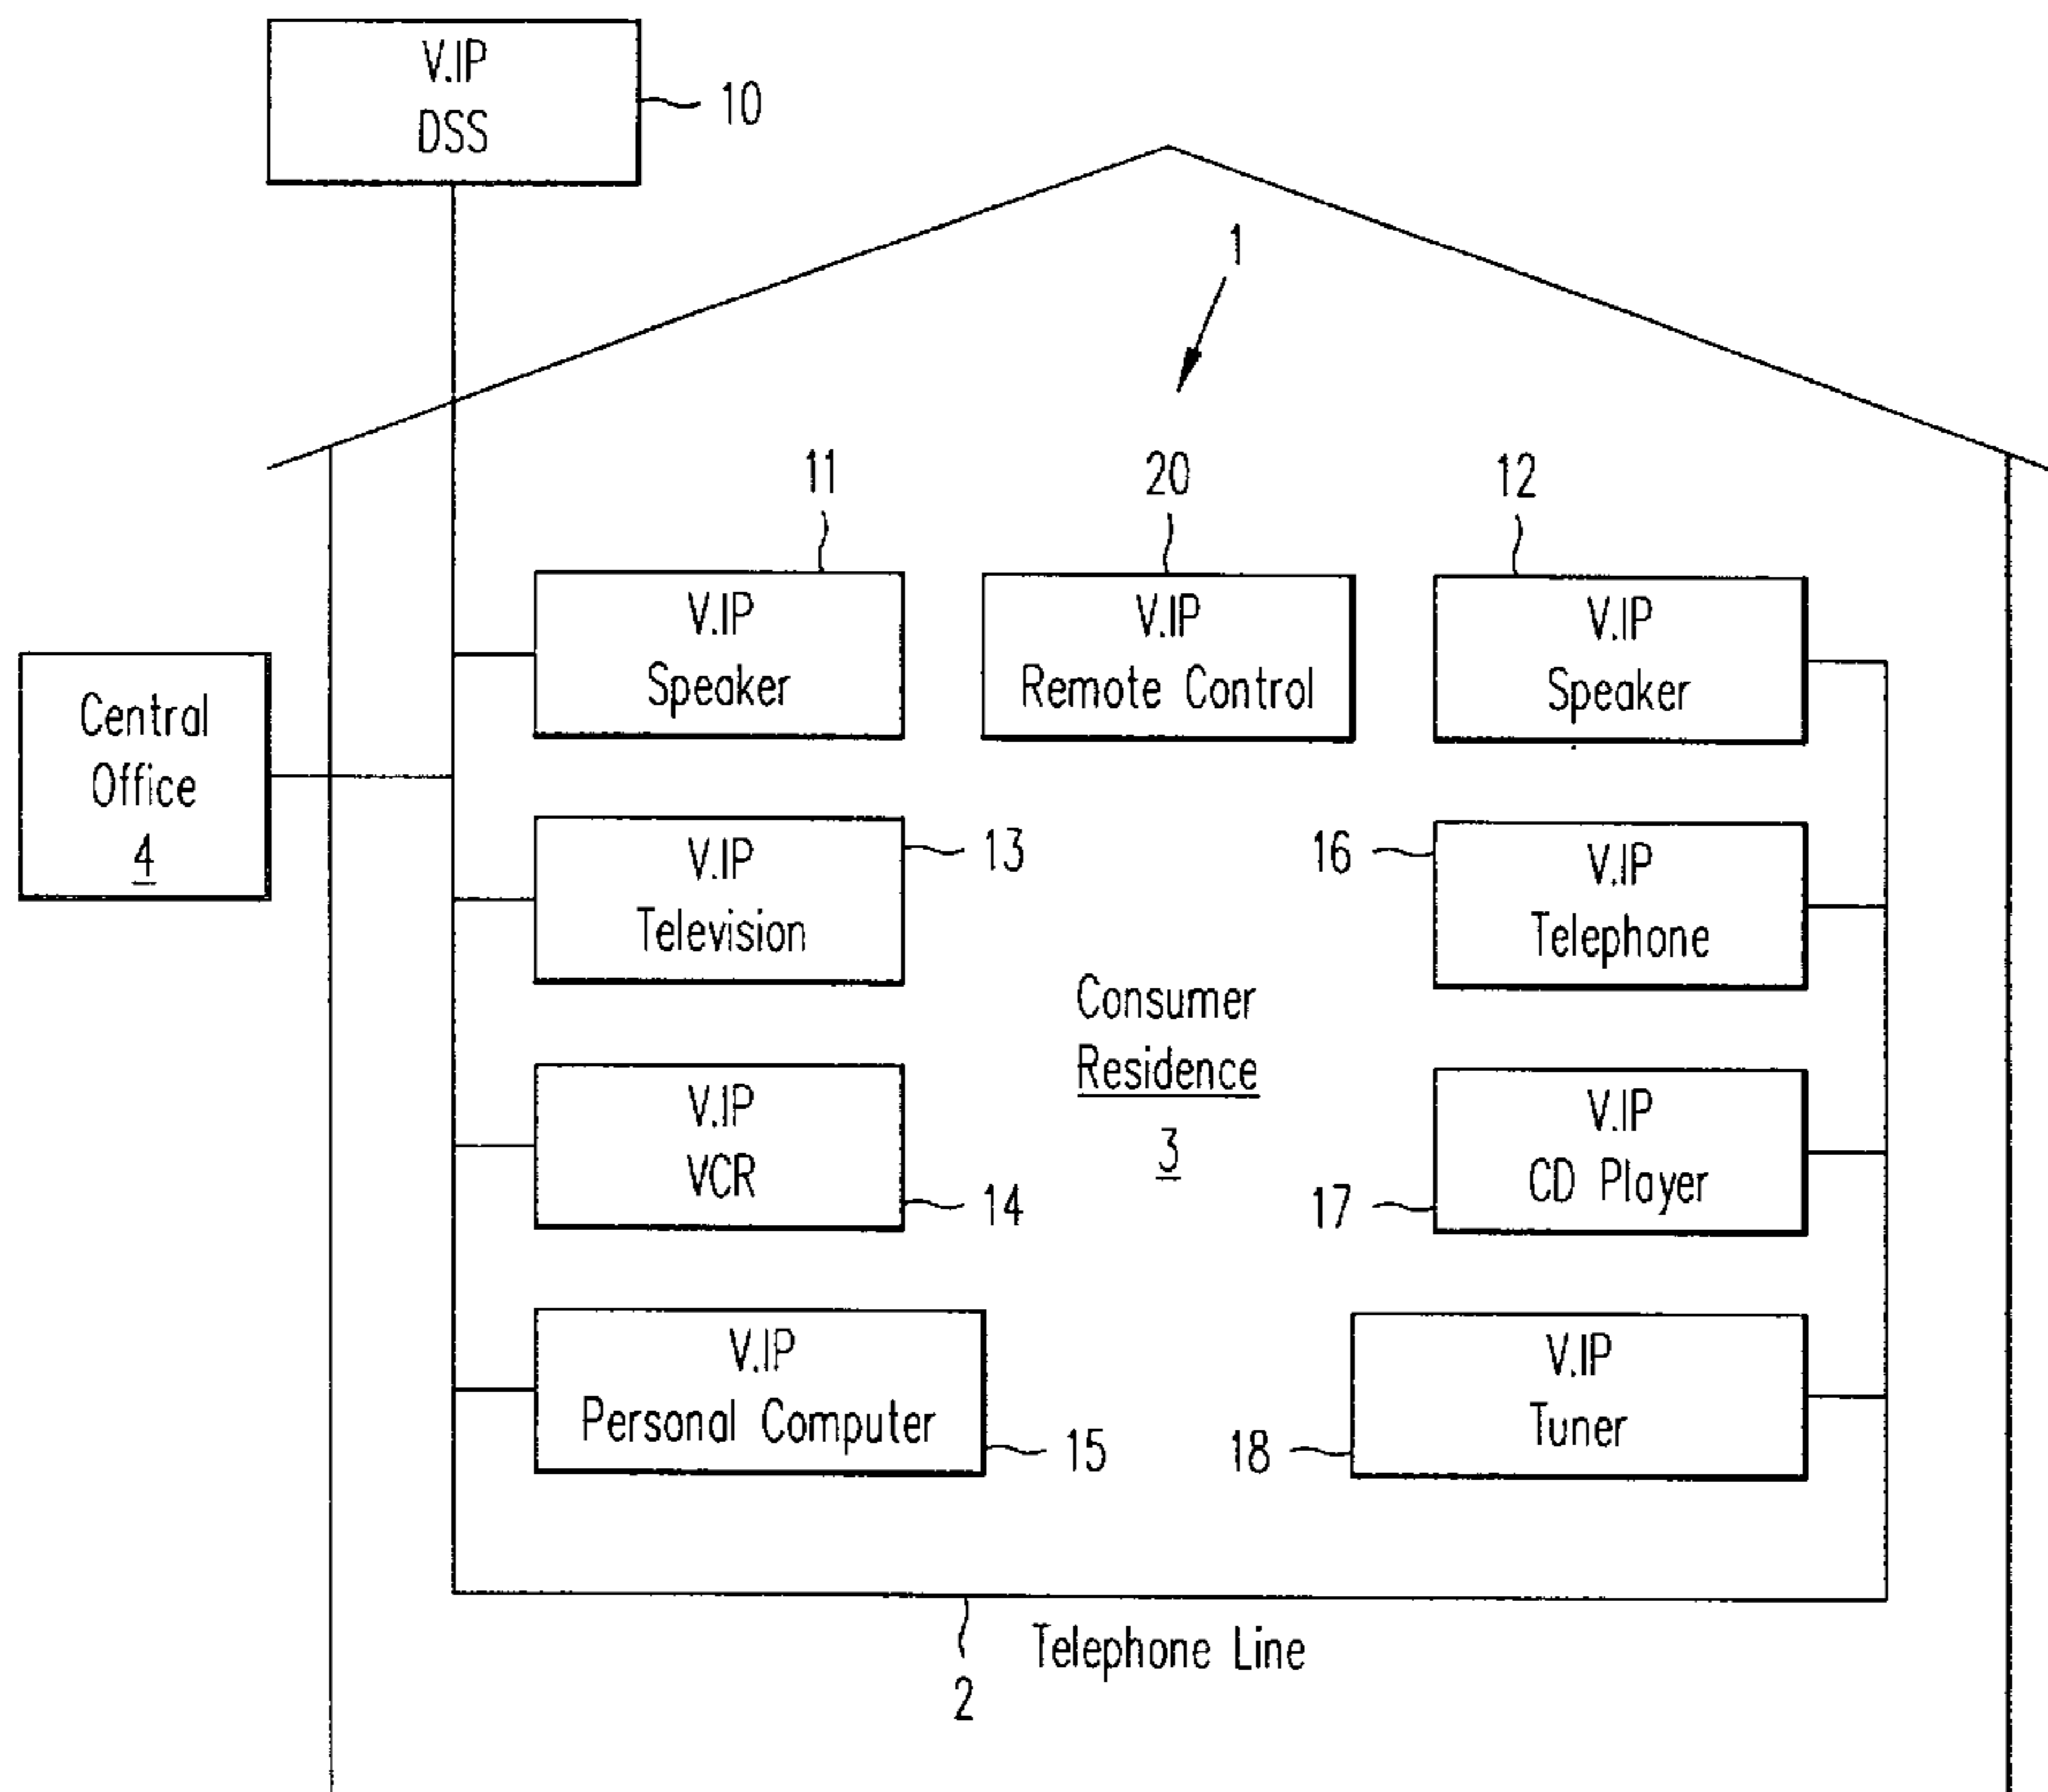 V.IP
DSS
10
1
11
20
12
V.IP
Speaker
V.IP
Remote Control
V.IP
Speaker
Central
Office
4
V.IP
Television
13
16
V.IP
Telephone
Consumer
Residence
3
V.IP
VCR
14
17
V.IP
CD Player
V.IP
Personal Computer
15
18
V.IP
Tuner
Telephone Line
2